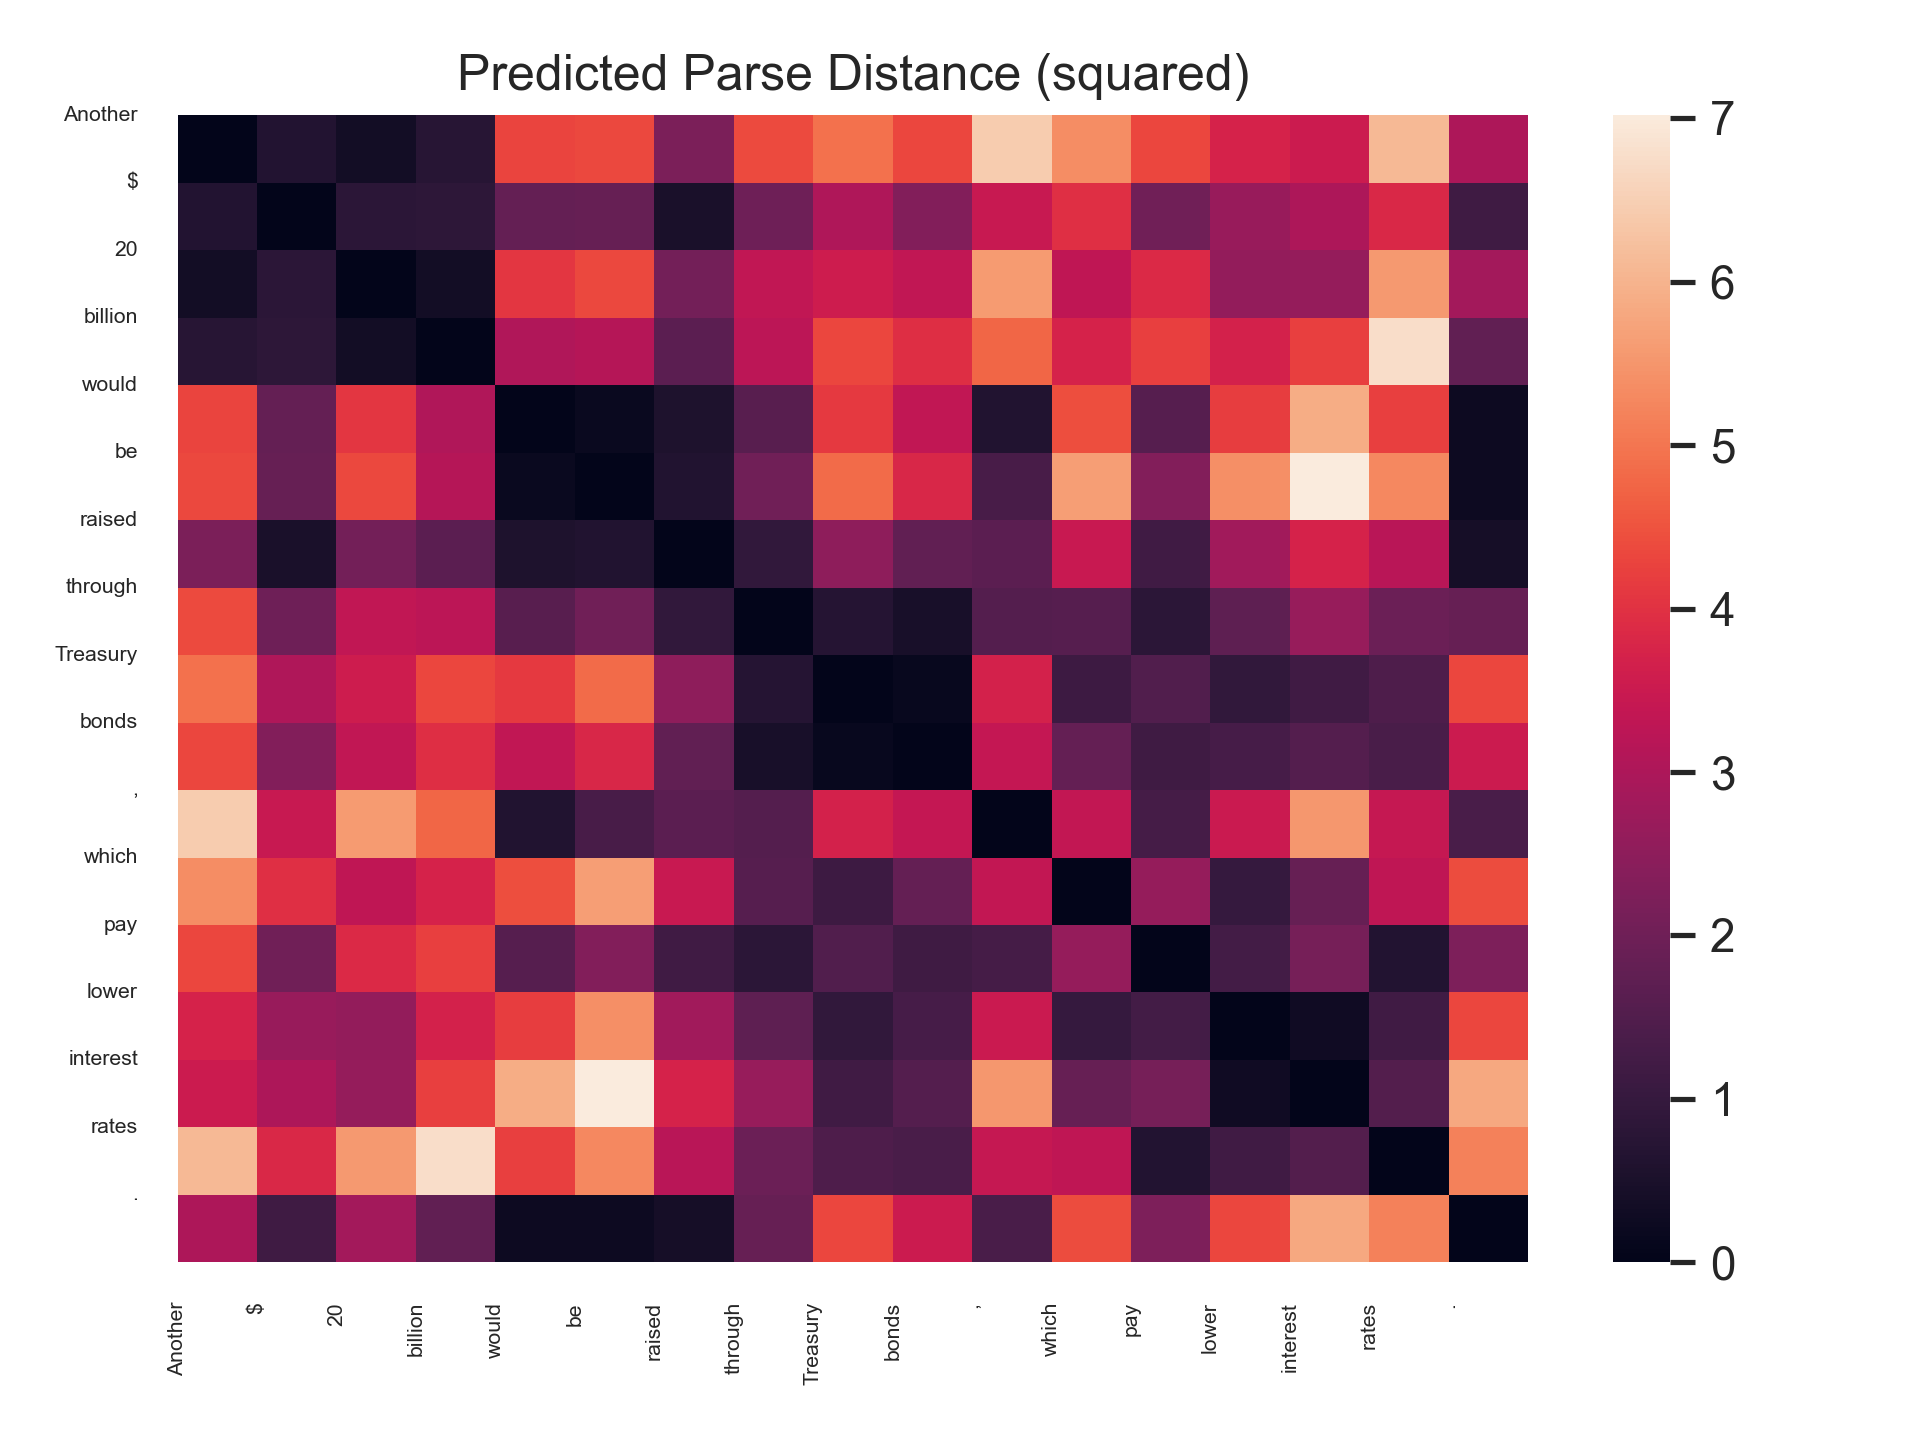 Predicted Parse Distance (squared)
Another
$
20
billion
would
be
raised
through
Treasury
bonds
,
which
pay
lower
interest
rates
.
7
6
5
4
3
2
1
0
Another
$
20
billion
would
be
raised
through
Treasury
bonds
,
which
pay
lower
interest
rates
.